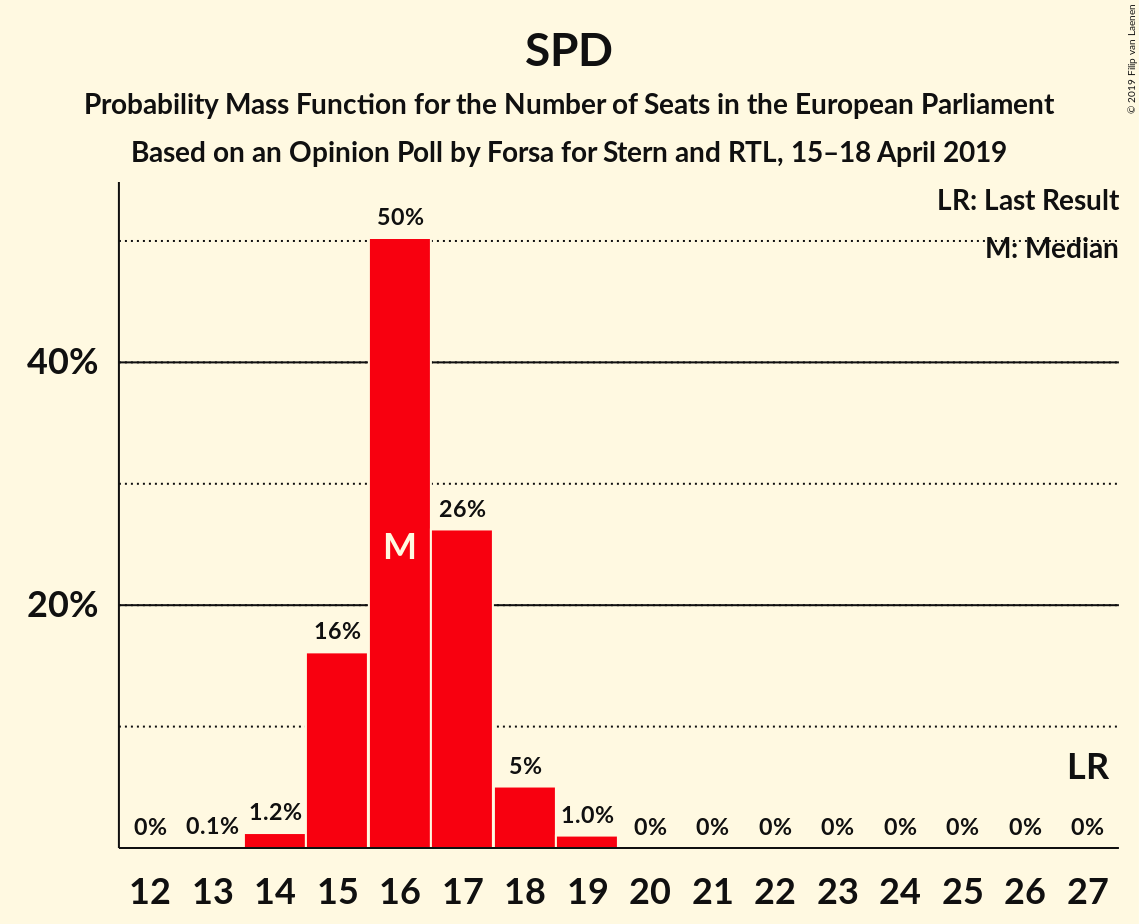 SPD
Probability Mass Function for the Number of Seats in the European Parliament
Based on an Opinion Poll by Forsa for Stern and RTL, 15–18 April 2019
© 2019 Filip van Laenen
LR: Last Result
M: Median
40%
20%
0%
0.1%
1.2%
16%
50%
M
26%
5%
1.0%
0%
0%
0%
0%
0%
0%
0%
0%
LR
12 13 14 15 16 17 18 19 20 21 22 23 24 25 26 27